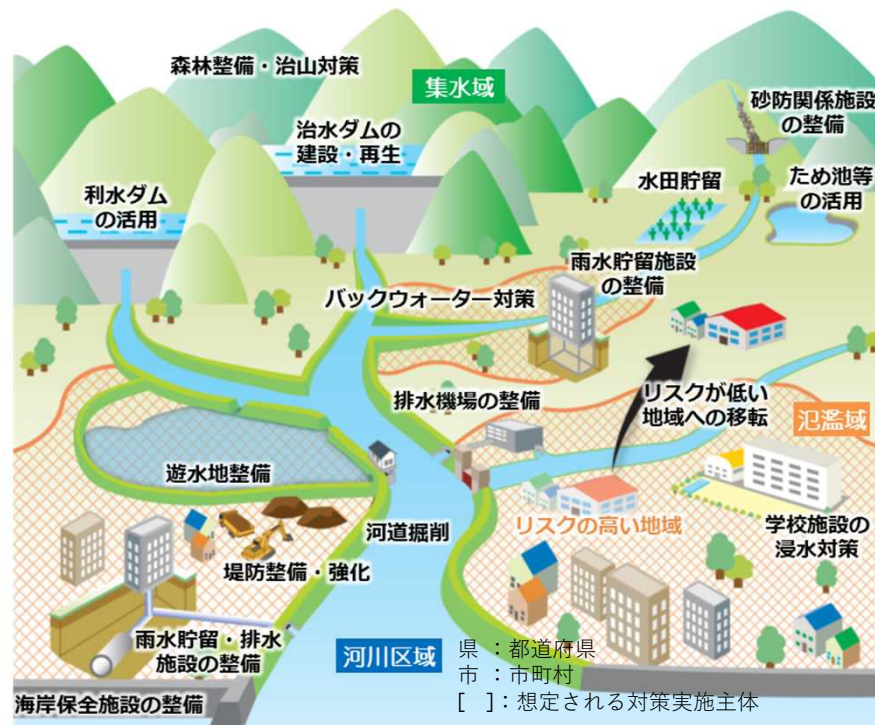 森林整備・治山対策
集水域
砂防関係施設
の整備
治水ダムの
建設・再生
利水ダム
の活用
水田貯留
ため池等
の活用
雨水貯留施設
の整備
バックウォーター対策
排水機場の整備
リスクが低い
地域への移転
氾濫域
遊水地整備
河道掘削
リスクの高い地域
学校施設の
浸水対策
堤防整備・強化
雨水貯留・排水
施設の整備
河川区域
県 : 都道府県
市 : 市町村
[ ] : 想定される対策実施主体
海岸保全施設の整備